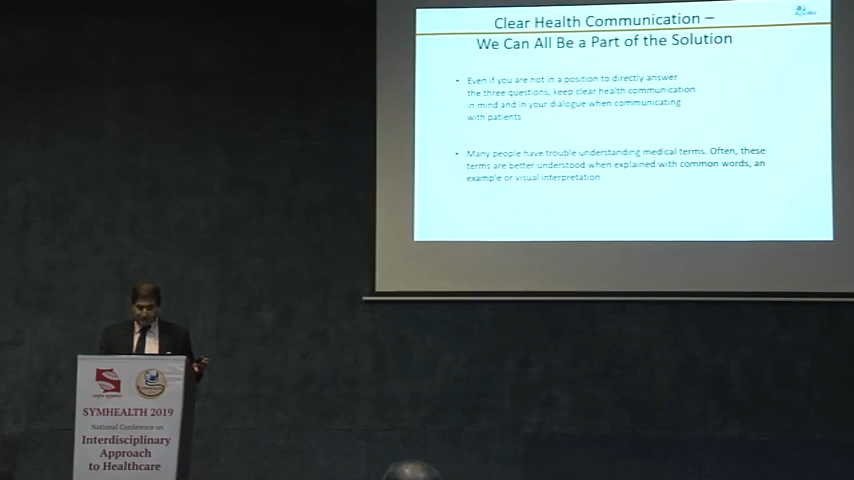 Clear Health Communication –
We Can All Be a Part of the Solution
Apollo
• Even if you are not in a position to directly answer
the three questions, keep clear health communication
in mind and in your dialogue when communicating
with patients
• Many people have trouble understanding medical terms. Often, these
terms are better understood when explained with common words, an
example or visual interpretation
SYMHEALTH 2019
National Conference on
Interdisciplinary
Approach
to Healthcare